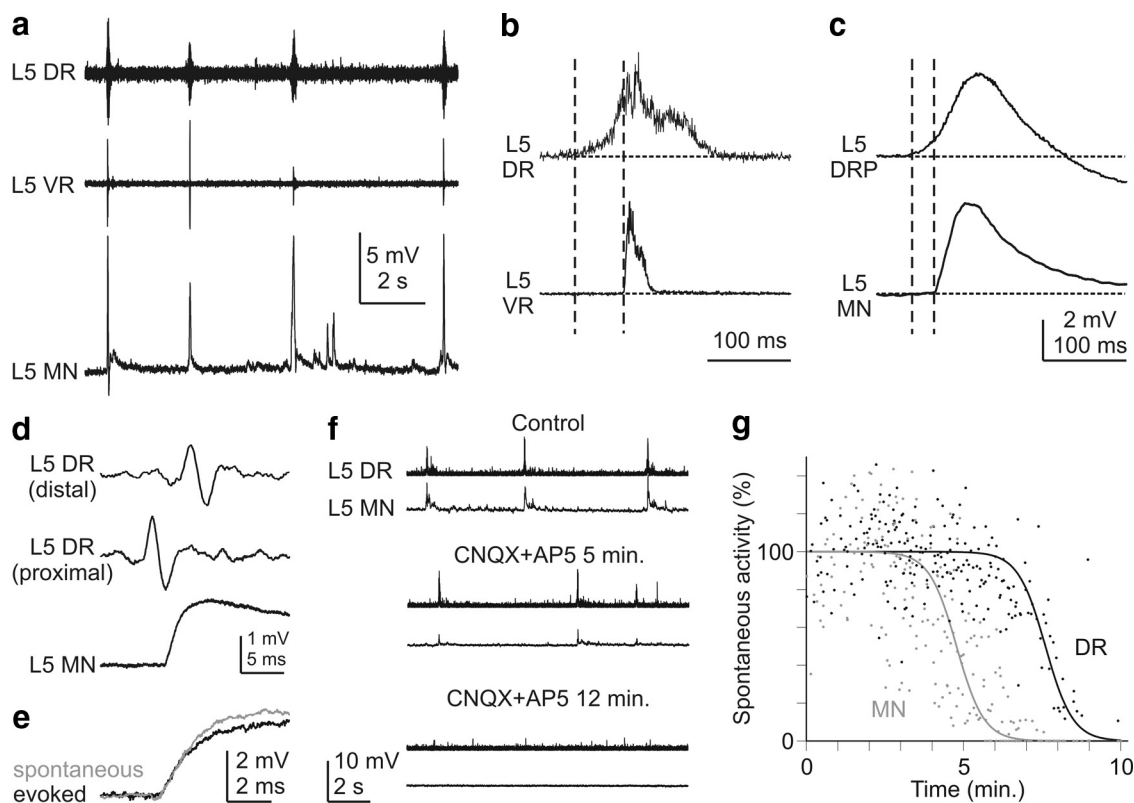 a
L5 DR
L5 VR
5 mV
2 s
L5 MN
b
L5
DR
L5
VR
100 ms
c
L5
DRP
L5
MN
2 mV
100 ms
d
L5 DR
(distal)
L5 DR
(proximal)
L5 MN
1 mV
5 ms
e
spontaneous
evoked
2 mV
2 ms
f
Control
L5 DR
L5 MN
CNQX+AP5 5 min.
CNQX+AP5 12 min.
10 mV
2 s
g
Spontaneous activity (%)
100
0
DR
MN
0
5
10
Time (min.)